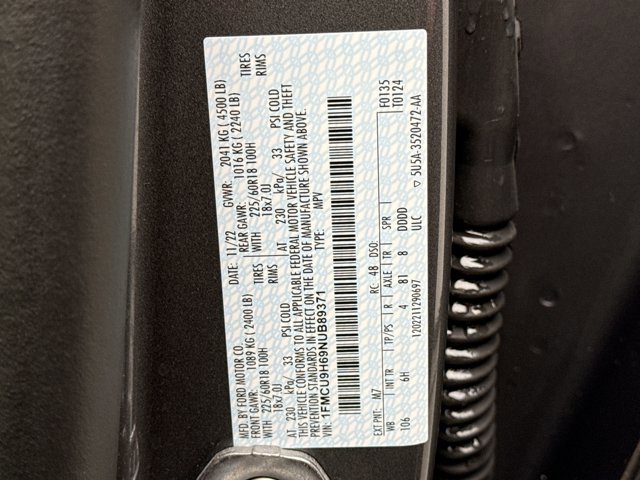 MFD. BY FORD MOTOR CO.
DATE: 11/22 GVWR: 2041 KG ( 4500 LB)
FRONT GAWR: 1089 KG ( 2400 LB) REAR GAWR: 1016 KG ( 2240 LB)
WITH 225/60R18 100H TIRES WITH 225/60R18 100H TIRES
18x7.0J RIMS 18x7.0J RIMS
AT 230 kPa/ 33 PSI COLD AT 230 kPa/ 33 PSI COLD
THIS VEHICLE CONFORMS TO ALL APPLICABLE FEDERAL MOTOR VEHICLE SAFETY AND THEFT
PREVENTION STANDARDS IN EFFECT ON THE DATE OF MANUFACTURE SHOWN ABOVE.
VIN: 1FMCU9H69NUB89371 TYPE: MPV
EXT PNT: M7 RC: 48 DSO: F0135
T0124
WB INT TR TP/PS R AXLE TR SPR
106 6H 4 81 8 DDDD
ULC ▽ 5U5A-3520472-AA
1202211290697